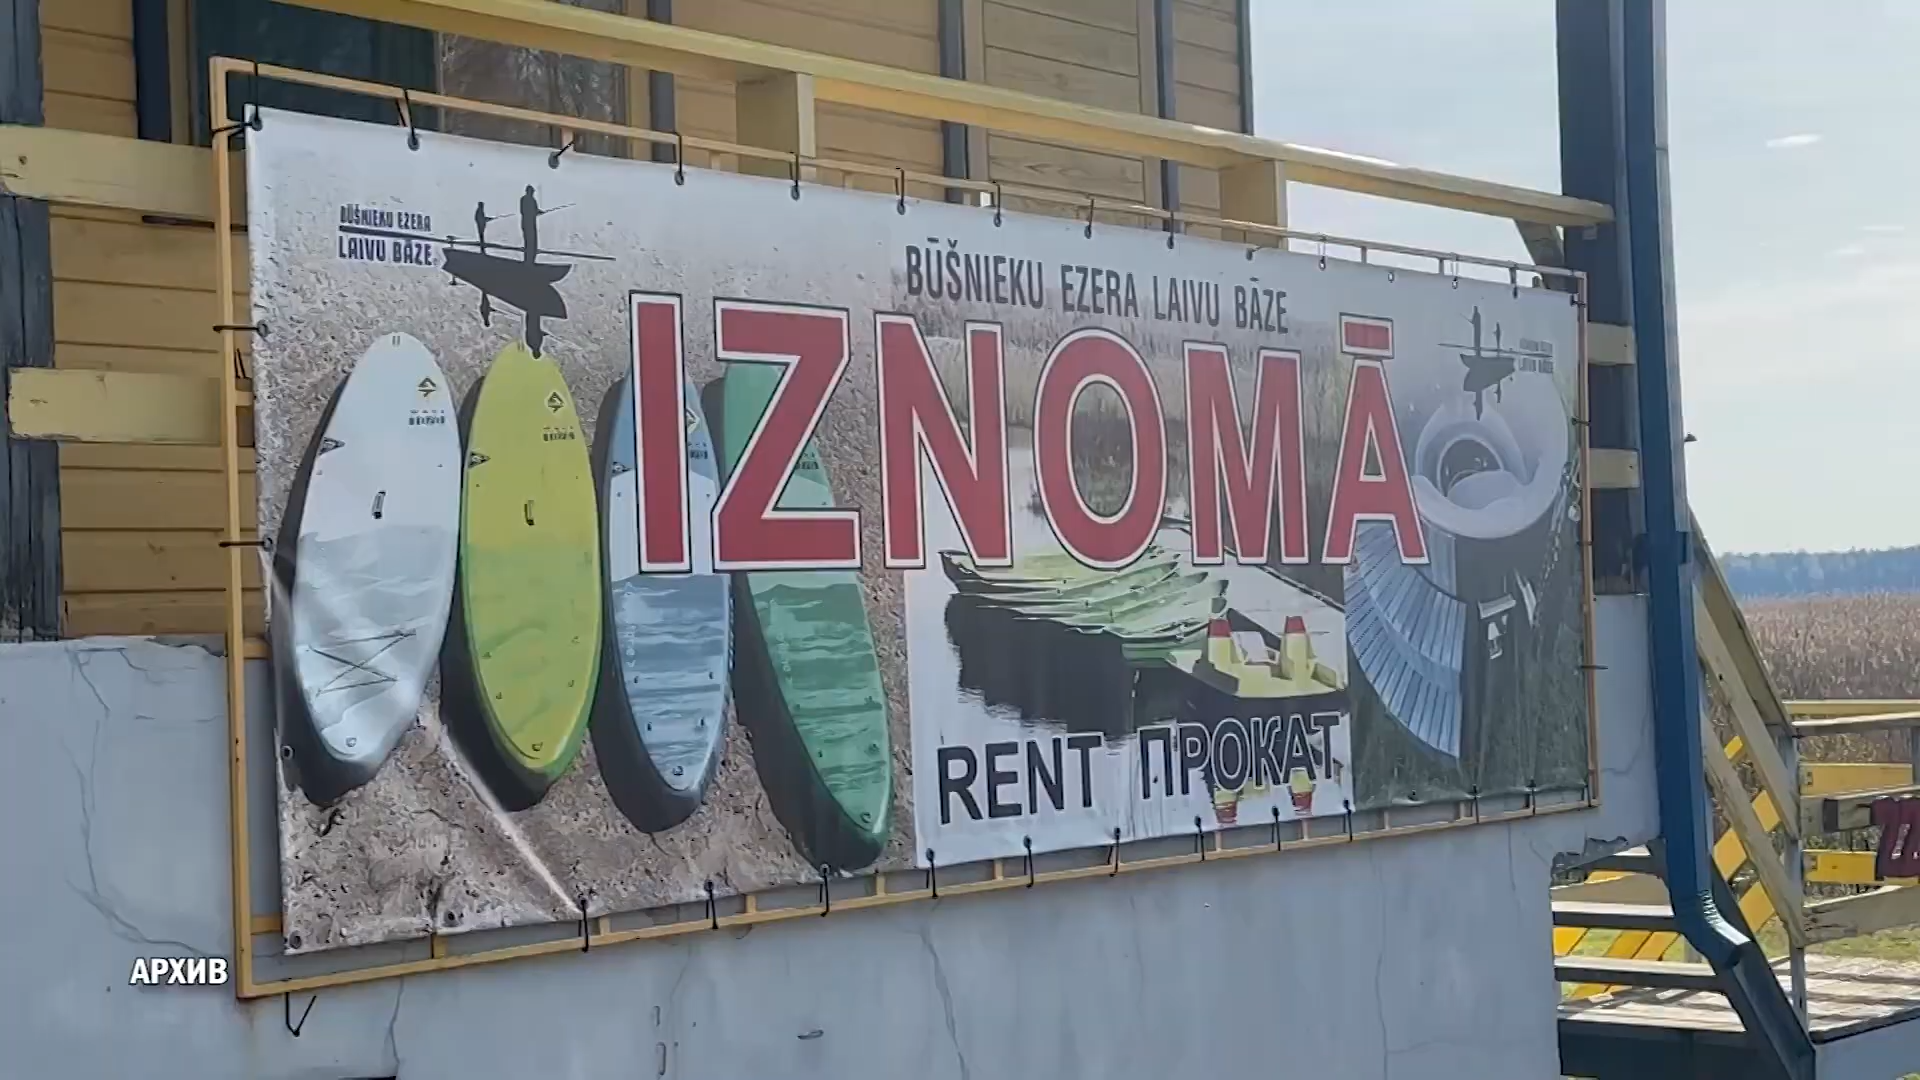 BŪŠNIEKU EZERA
LAIVU BĀZE
BŪŠNIEKU EZERA LAIVU BĀZE
IZNOMĀ
RENT ПРОКАТ
АРХИВ